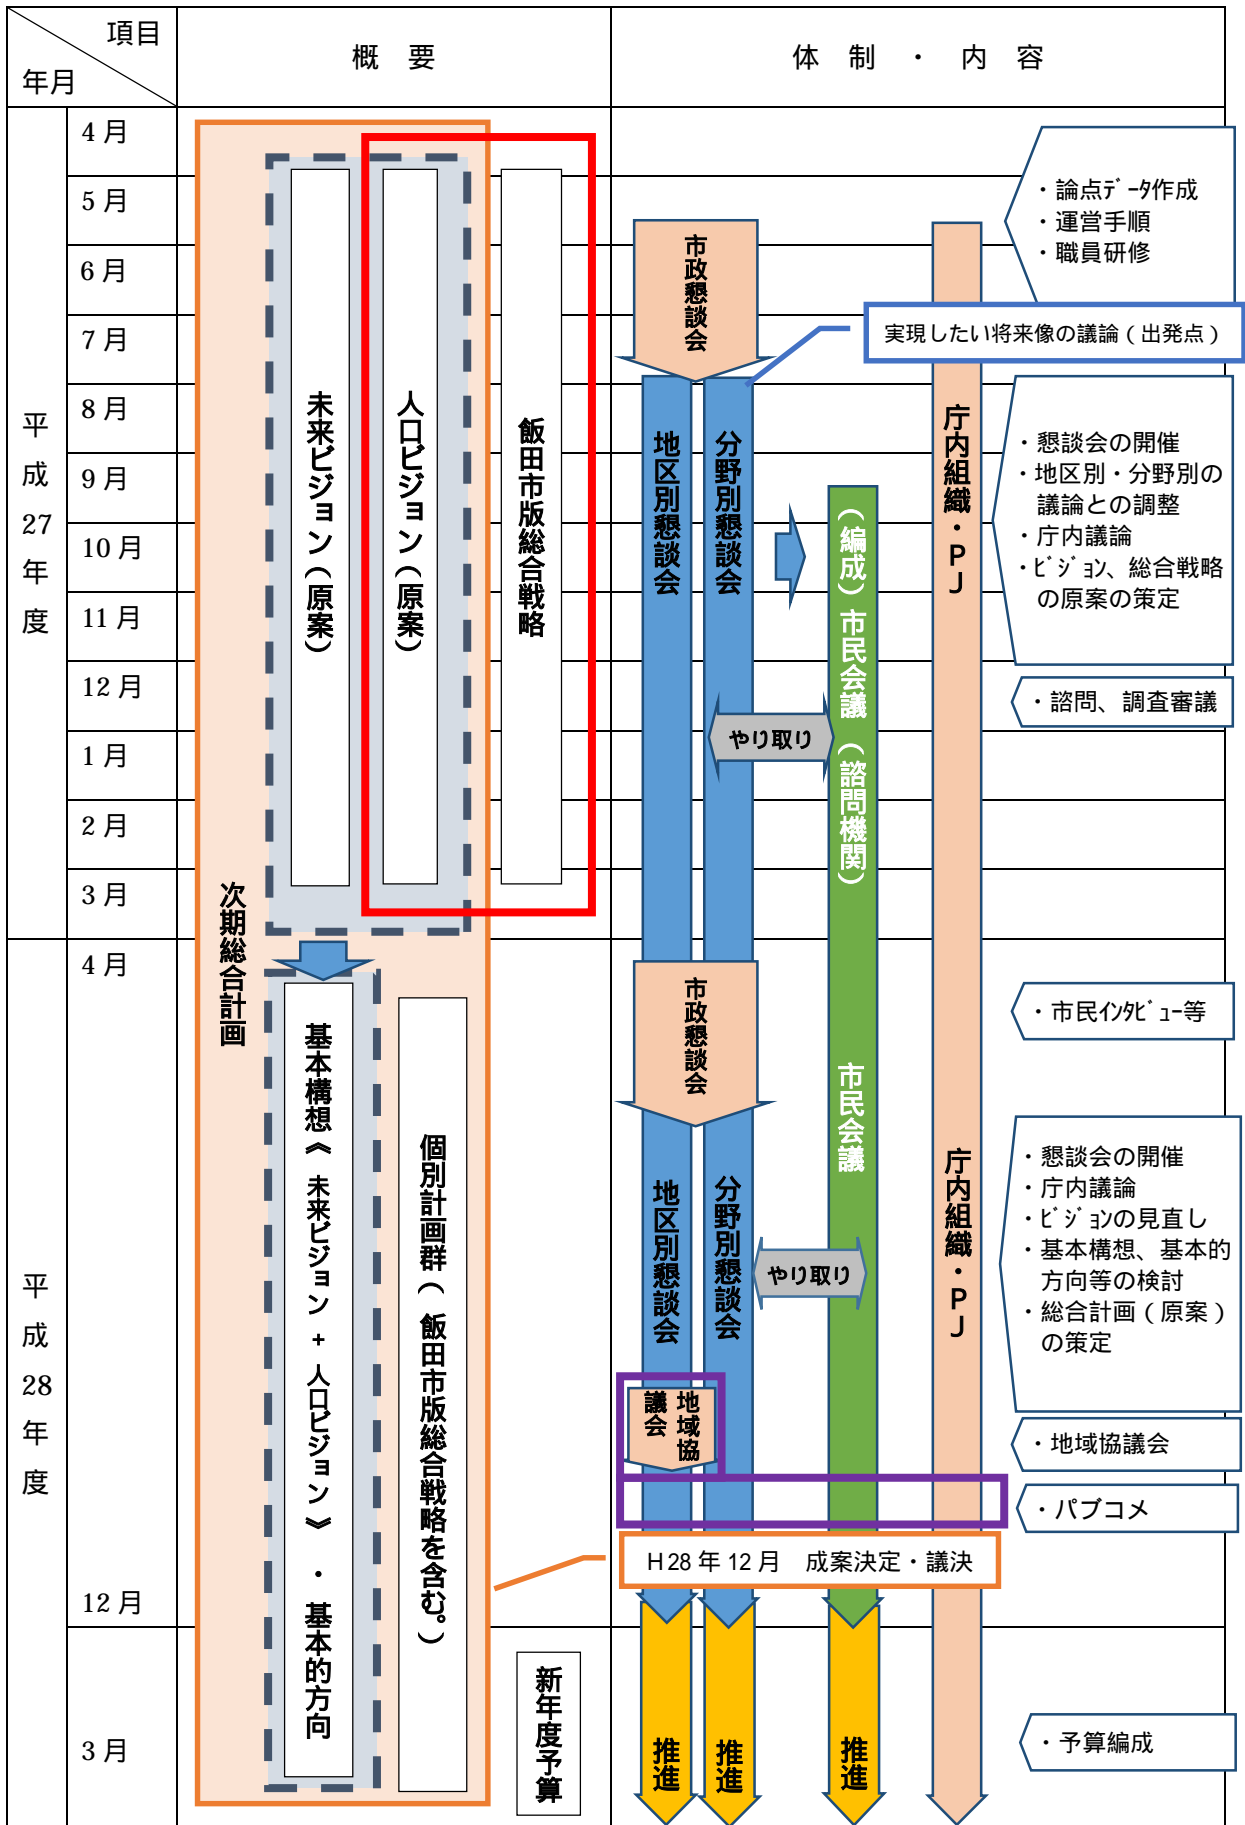 項目
年月
概 要
体 制 ・ 内 容
平成27年度
4月
5月
6月
7月
8月
9月
10月
11月
12月
1月
2月
3月
平成28年度
4月
12月
3月
次期総合計画
未来ビジョン（原案）
人口ビジョン（原案）
飯田市版総合戦略
基本構想《 未来ビジョン + 人口ビジョン 》 ・ 基本的方向
個別計画群（ 飯田市版総合戦略を含む。）
新年度予算
市政懇談会
地区別懇談会
分野別懇談会
（編成）市民会議（諮問機関）
庁内組織・ＰＪ
やり取り
実現したい将来像の議論（出発点）
・論点ﾃﾞｰﾀ作成
・運営手順
・職員研修
・懇談会の開催
・地区別・分野別の
議論との調整
・庁内議論
・ﾋﾞｼﾞｮﾝ、総合戦略
の原案の策定
・諮問、調査審議
市政懇談会
地区別懇談会
分野別懇談会
市民会議
庁内組織・ＰＪ
やり取り
・市民ｲﾝﾀﾋﾞｭｰ等
・懇談会の開催
・庁内議論
・ﾋﾞｼﾞｮﾝの見直し
・基本構想、基本的
方向等の検討
・総合計画（原案）
の策定
地域協
議会
・地域協議会
・パブコメ
H28年12月 成案決定・議決
推進
推進
推進
・予算編成